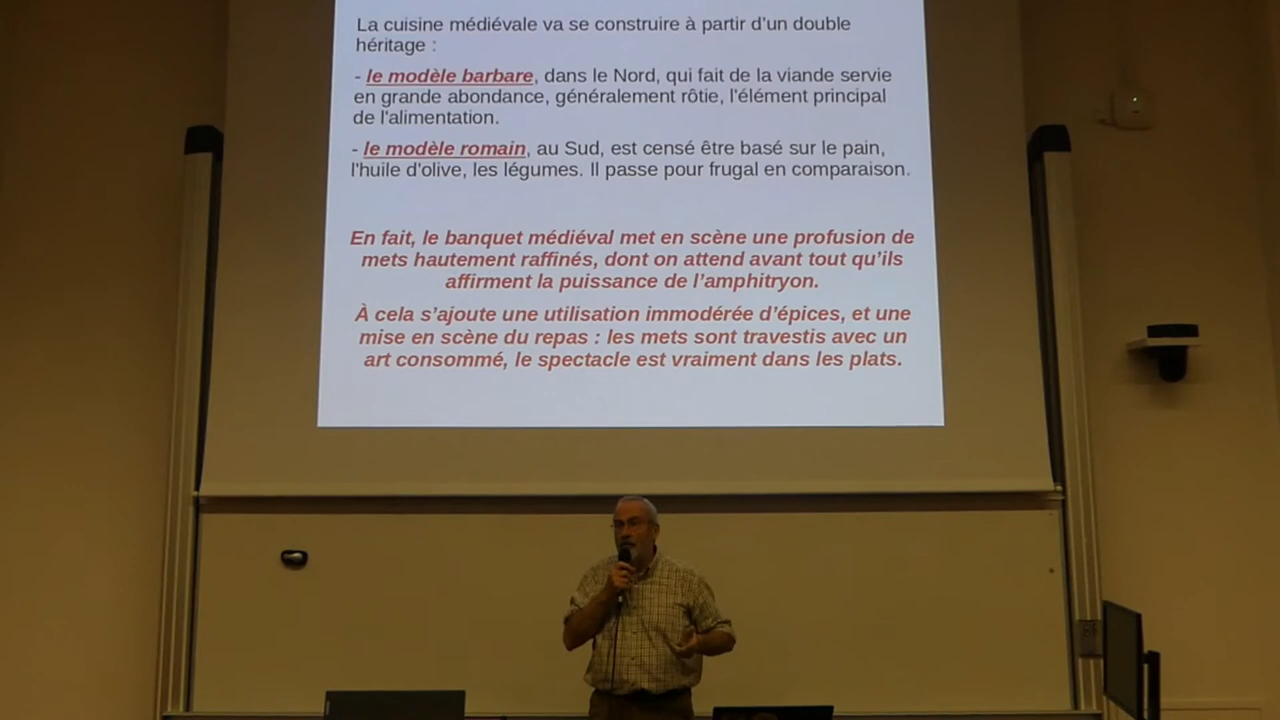 La cuisine médiévale va se construire à partir d'un double
héritage :
- le modèle barbare, dans le Nord, qui fait de la viande servie
en grande abondance, généralement rôtie, l'élément principal
de l'alimentation.
- le modèle romain, au Sud, est censé être basé sur le pain,
l'huile d'olive, les légumes. Il passe pour frugal en comparaison.
En fait, le banquet médiéval met en scène une profusion de
mets hautement raffinés, dont on attend avant tout qu'ils
affirment la puissance de l'amphitryon.
À cela s'ajoute une utilisation immodérée d'épices, et une
mise en scène du repas : les mets sont travestis avec un
art consommé, le spectacle est vraiment dans les plats.